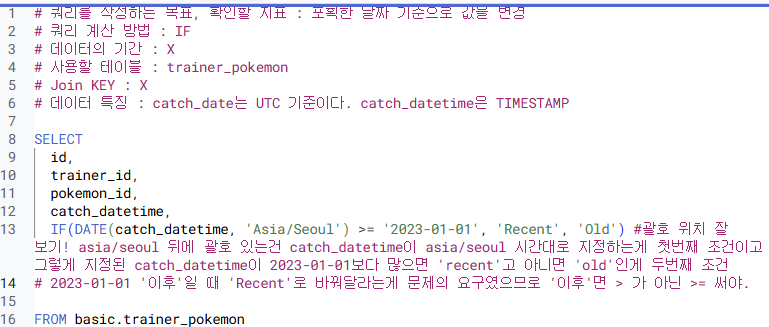 1 # 쿼리를 작성하는 목표, 확인할 지표 : 포획한 날짜 기준으로 값을 변경
2 # 쿼리 계산 방법 : IF
3 # 데이터의 기간 : X
4 # 사용할 테이블 : trainer_pokemon
5 # Join KEY : X
6 # 데이터 특징 : catch_date는 UTC 기준이다. catch_datetime은 TIMESTAMP
7
8 SELECT
9 id,
10 trainer_id,
11 pokemon_id,
12 catch_datetime,
13 IF(DATE(catch_datetime, 'Asia/Seoul') >= '2023-01-01', 'Recent', 'Old') #괄호 위치 잘
보기! asia/seoul 뒤에 괄호 있는건 catch_datetime이 asia/seoul 시간대로 지정하는게 첫번째 조건이고
그렇게 지정된 catch_datetime이 2023-01-01보다 많으면 'recent'고 아니면 'old'인게 두번째 조건
14 # 2023-01-01 '이후'일 때 'Recent'로 바꿔달라는게 문제의 요구였으므로 '이후'면 > 가 아닌 >= 써야.
15
16 FROM basic.trainer_pokemon